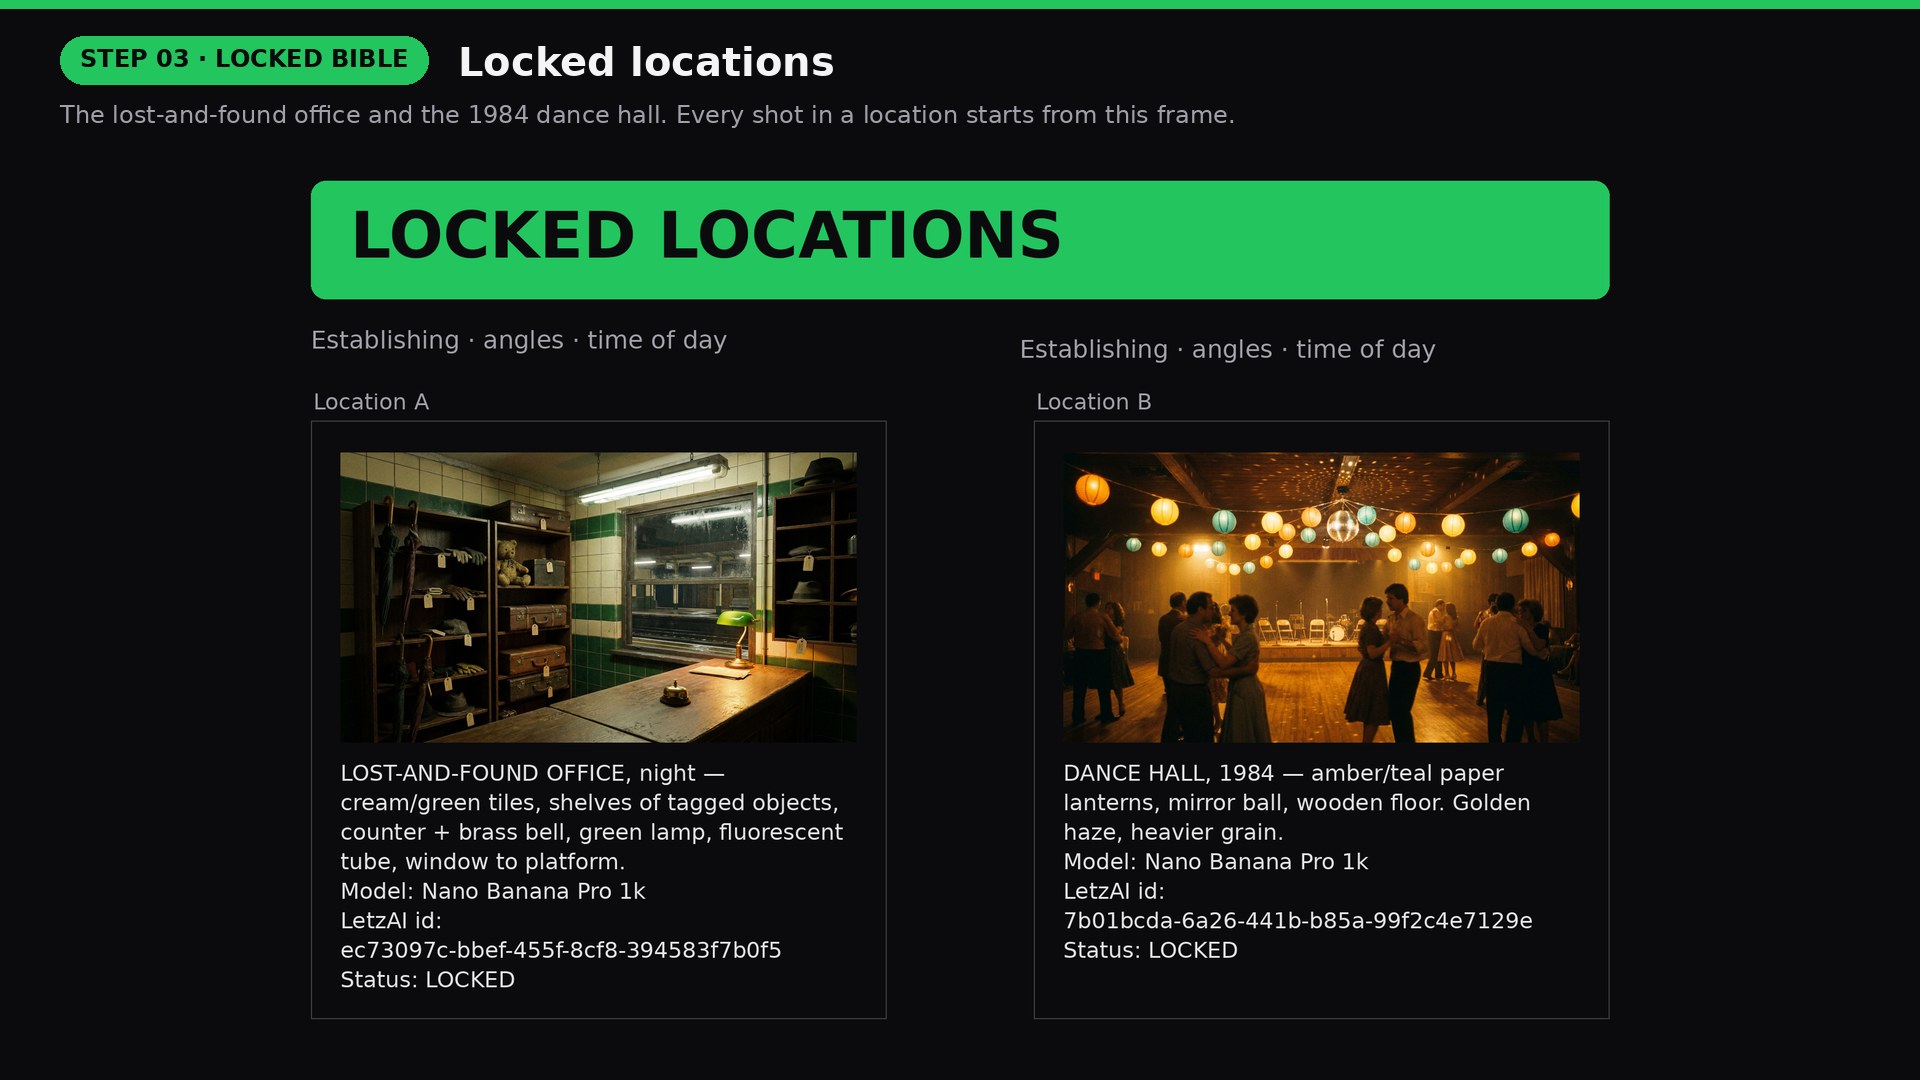 STEP 03 · LOCKED BIBLE
Locked locations
The lost-and-found office and the 1984 dance hall. Every shot in a location starts from this frame.
LOCKED LOCATIONS
Establishing · angles · time of day
Establishing · angles · time of day
Location A
LOST-AND-FOUND OFFICE, night —
cream/green tiles, shelves of tagged objects,
counter + brass bell, green lamp, fluorescent
tube, window to platform.
Model: Nano Banana Pro 1k
LetzAI id:
ec73097c-bbef-455f-8cf8-394583f7b0f5
Status: LOCKED
Location B
DANCE HALL, 1984 — amber/teal paper
lanterns, mirror ball, wooden floor. Golden
haze, heavier grain.
Model: Nano Banana Pro 1k
LetzAI id:
7b01bcda-6a26-441b-b85a-99f2c4e7129e
Status: LOCKED